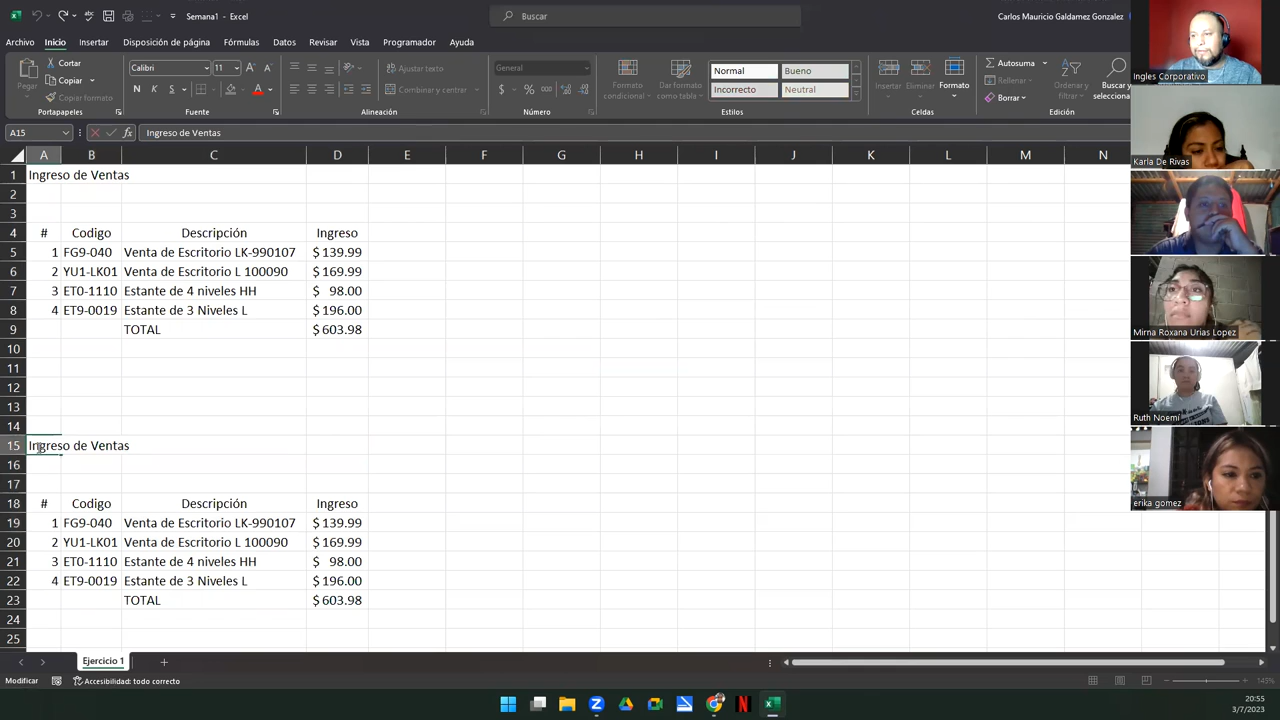 Semana1 - Excel
Buscar
Carlos Mauricio Galdamez Gonzalez
Archivo Inicio Insertar Disposición de página Fórmulas Datos Revisar Vista Programador Ayuda
Pegar
Cortar
Copiar
Copiar formato
Portapapeles
Calibri 11
N K S
Fuente
Ajustar texto
Combinar y centrar
Alineación
General
Número
Formato condicional
Dar formato como tabla
Normal Bueno
Incorrecto Neutral
Estilos
Insertar Eliminar Formato
Celdas
Autosuma
Rellenar
Borrar
Ordenar y filtrar
Buscar y selecciona
Edición
A15 fx Ingreso de Ventas
A B C D E F G H I J K L M N
1 Ingreso de Ventas
2
3
4 # Codigo Descripción Ingreso
5 1 FG9-040 Venta de Escritorio LK-990107 $ 139.99
6 2 YU1-LK01 Venta de Escritorio L 100090 $ 169.99
7 3 ET0-1110 Estante de 4 niveles HH $ 98.00
8 4 ET9-0019 Estante de 3 Niveles L $ 196.00
9 TOTAL $ 603.98
10
11
12
13
14
15 Ingreso de Ventas
16
17
18 # Codigo Descripción Ingreso
19 1 FG9-040 Venta de Escritorio LK-990107 $ 139.99
20 2 YU1-LK01 Venta de Escritorio L 100090 $ 169.99
21 3 ET0-1110 Estante de 4 niveles HH $ 98.00
22 4 ET9-0019 Estante de 3 Niveles L $ 196.00
23 TOTAL $ 603.98
24
25
Ejercicio 1
Modificar Accesibilidad: todo correcto 145%
20:55
3/7/2023
Ingles Corporativo
Karla De Rivas
Mirna Roxana Urias Lopez
Ruth Noemí
erika gomez